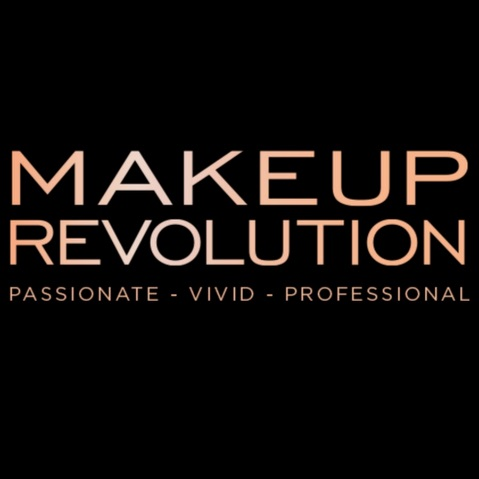 MAKEUP
REVOLUTION
PASSIONATE - VIVID - PROFESSIONAL